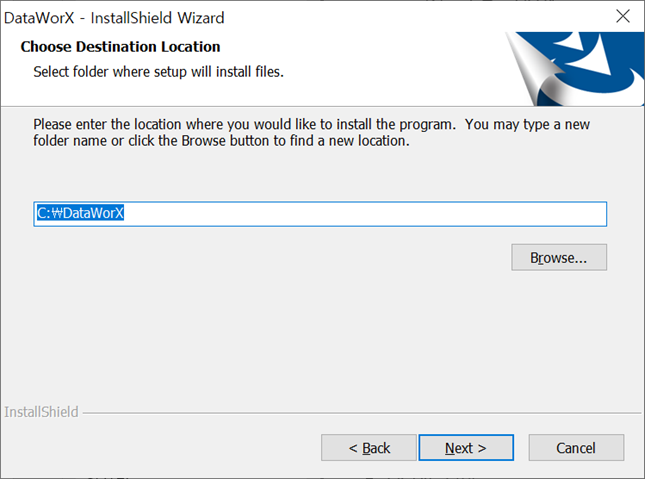 DataWorX - InstallShield Wizard
Choose Destination Location
Select folder where setup will install files.
Please enter the location where you would like to install the program.  You may type a new
folder name or click the Browse button to find a new location.
C:₩DataWorX
Browse...
InstallShield
< Back
Next >
Cancel